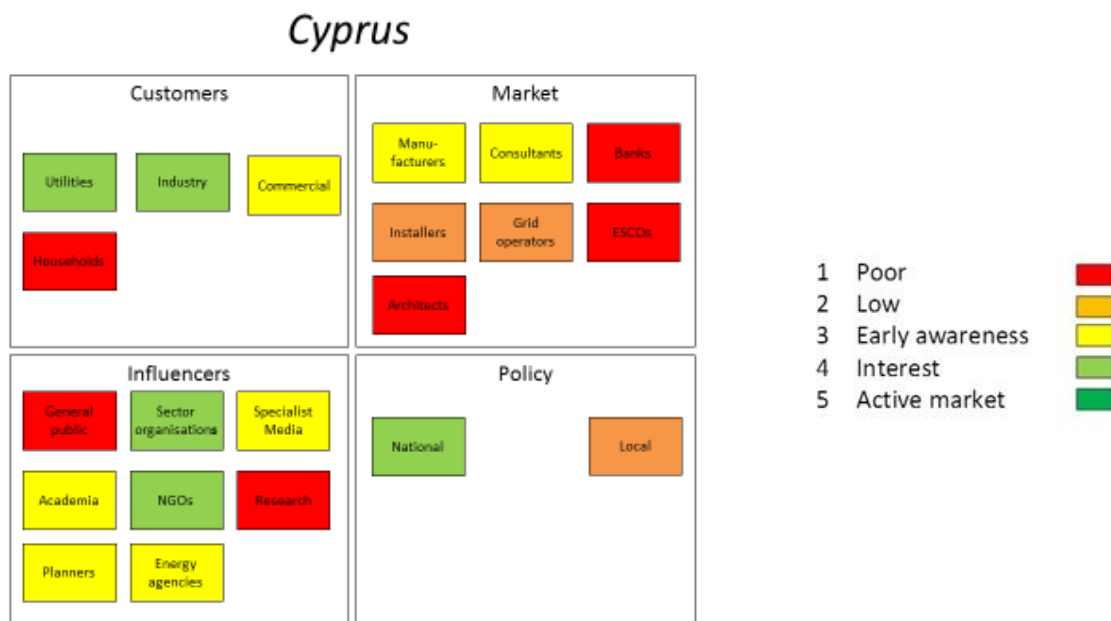 Cyprus
Customers
Utilities
Industry
Commercial
Households
Market
Manu-
facturers
Consultants
Banks
Installers
Grid
operators
ESCOs
Architects
Influencers
General
public
Sector
organisations
Specialist
Media
Academia
NGOs
Research
Planners
Energy
agencies
Policy
National
Local
1 Poor
2 Low
3 Early awareness
4 Interest
5 Active market